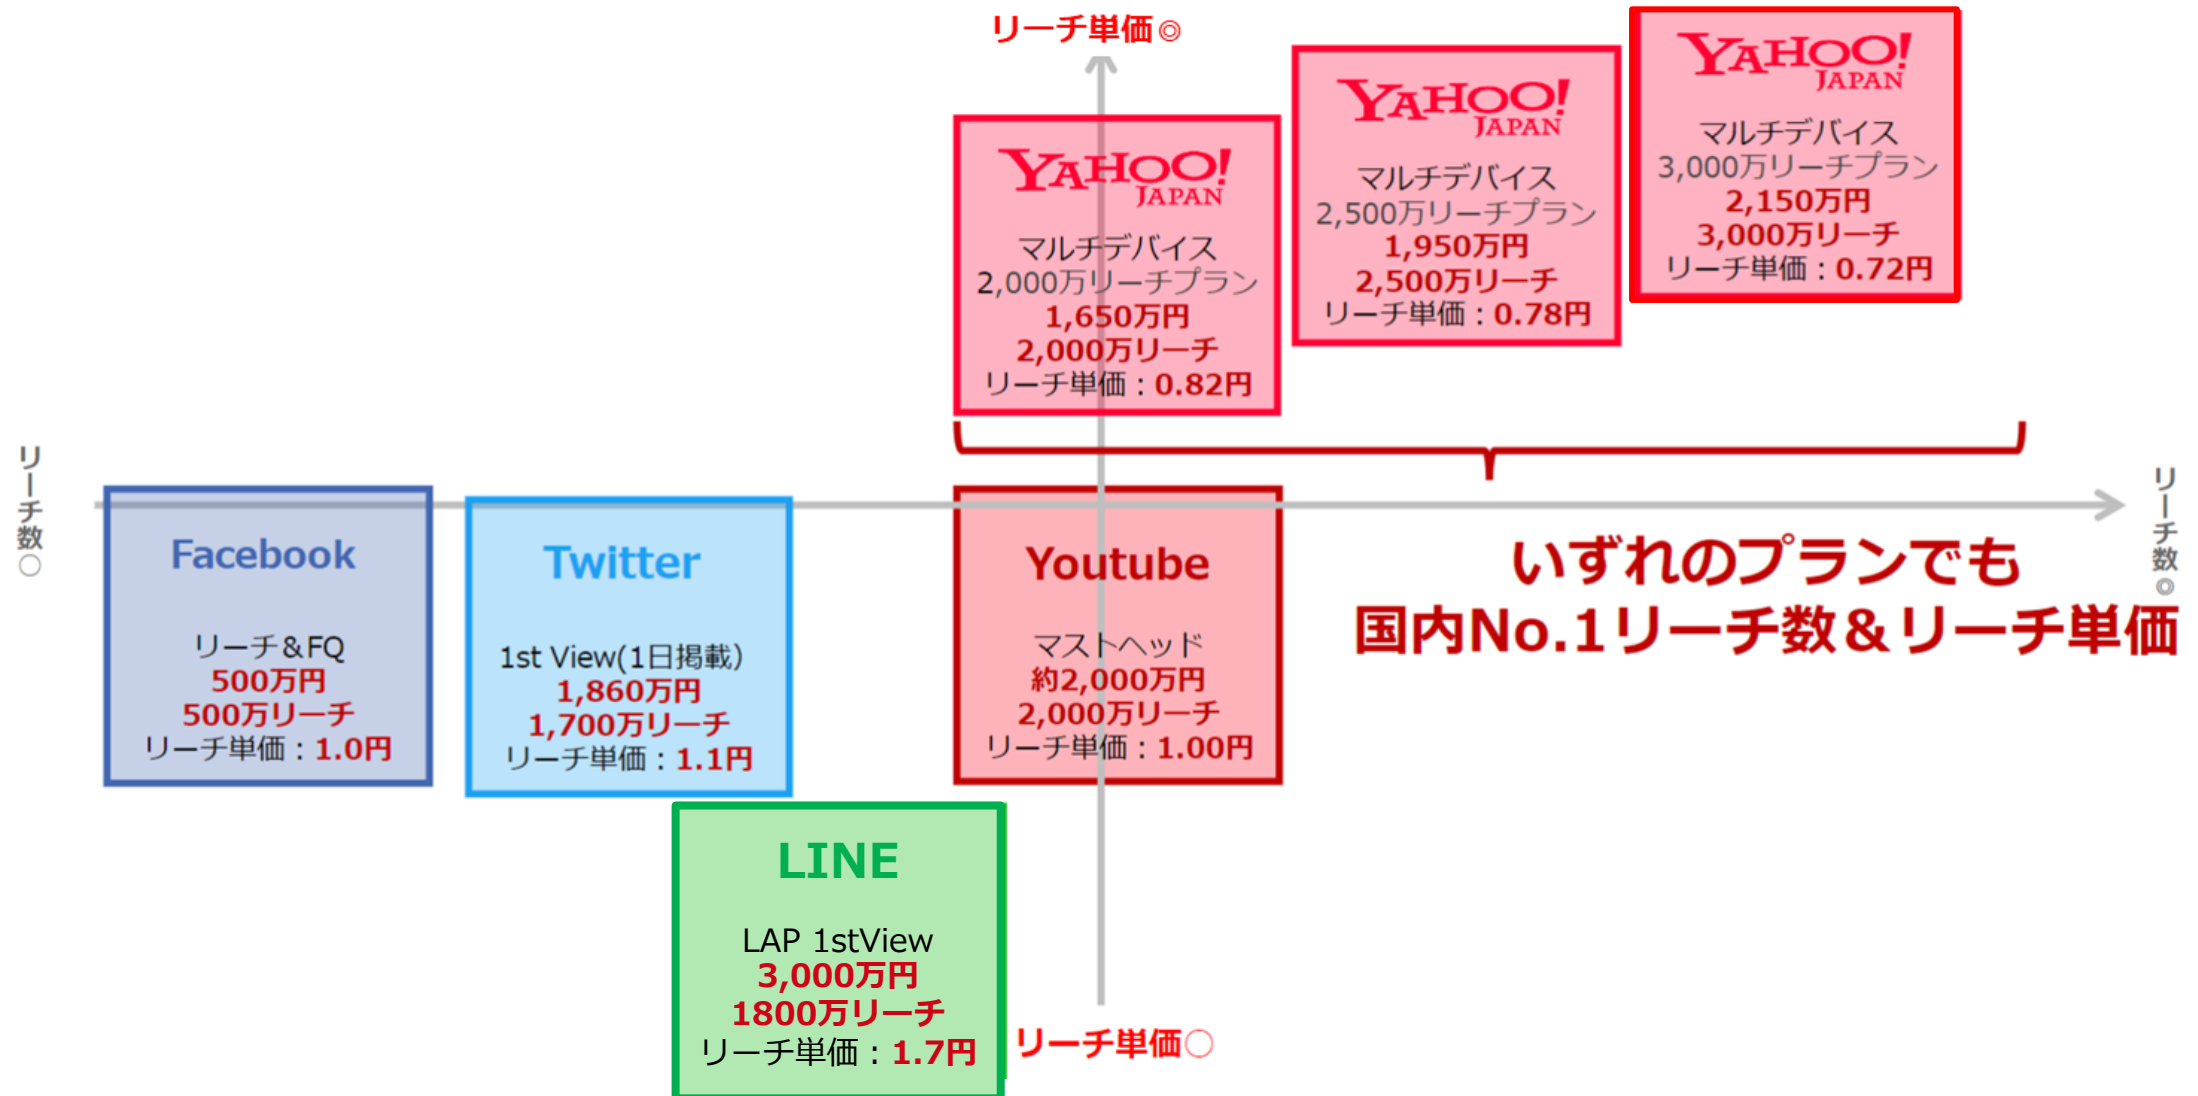 リーチ単価◎
YAHOO!
JAPAN
マルチデバイス
2,000万リーチプラン
1,650万円
2,000万リーチ
リーチ単価：0.82円
YAHOO!
JAPAN
マルチデバイス
2,500万リーチプラン
1,950万円
2,500万リーチ
リーチ単価：0.78円
YAHOO!
JAPAN
マルチデバイス
3,000万リーチプラン
2,150万円
3,000万リーチ
リーチ単価：0.72円
リーチ数○
Facebook
リーチ＆FQ
500万円
500万リーチ
リーチ単価：1.0円
Twitter
1st View(1日掲載）
1,860万円
1,700万リーチ
リーチ単価：1.1円
Youtube
マストヘッド
約2,000万円
2,000万リーチ
リーチ単価：1.00円
リーチ数◎
いずれのプランでも
国内No.1リーチ数＆リーチ単価
LINE
LAP 1stView
3,000万円
1800万リーチ
リーチ単価：1.7円
リーチ単価○